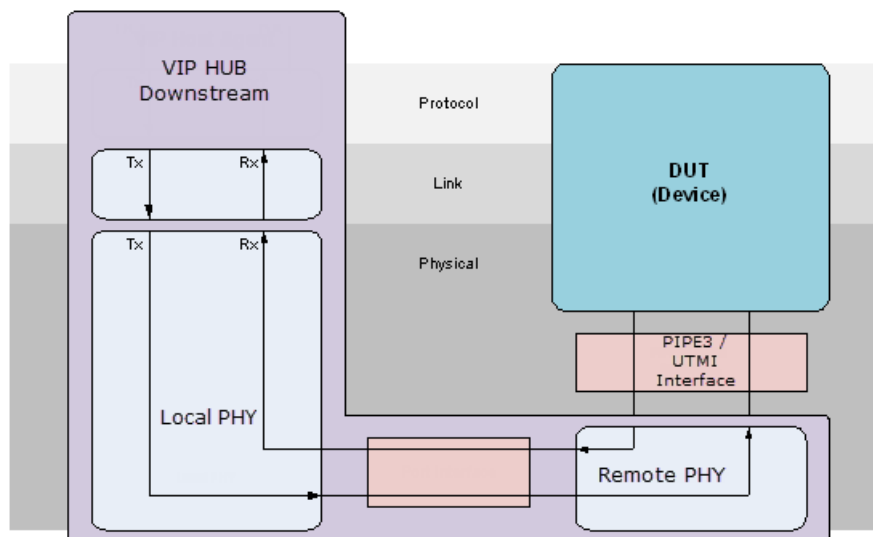 VIP HUB
Downstream
Protocol
Tx
Rx
Link
DUT
(Device)
Tx
Rx
Physical
PIPE3 /
UTMI
Interface
Local PHY
Remote PHY